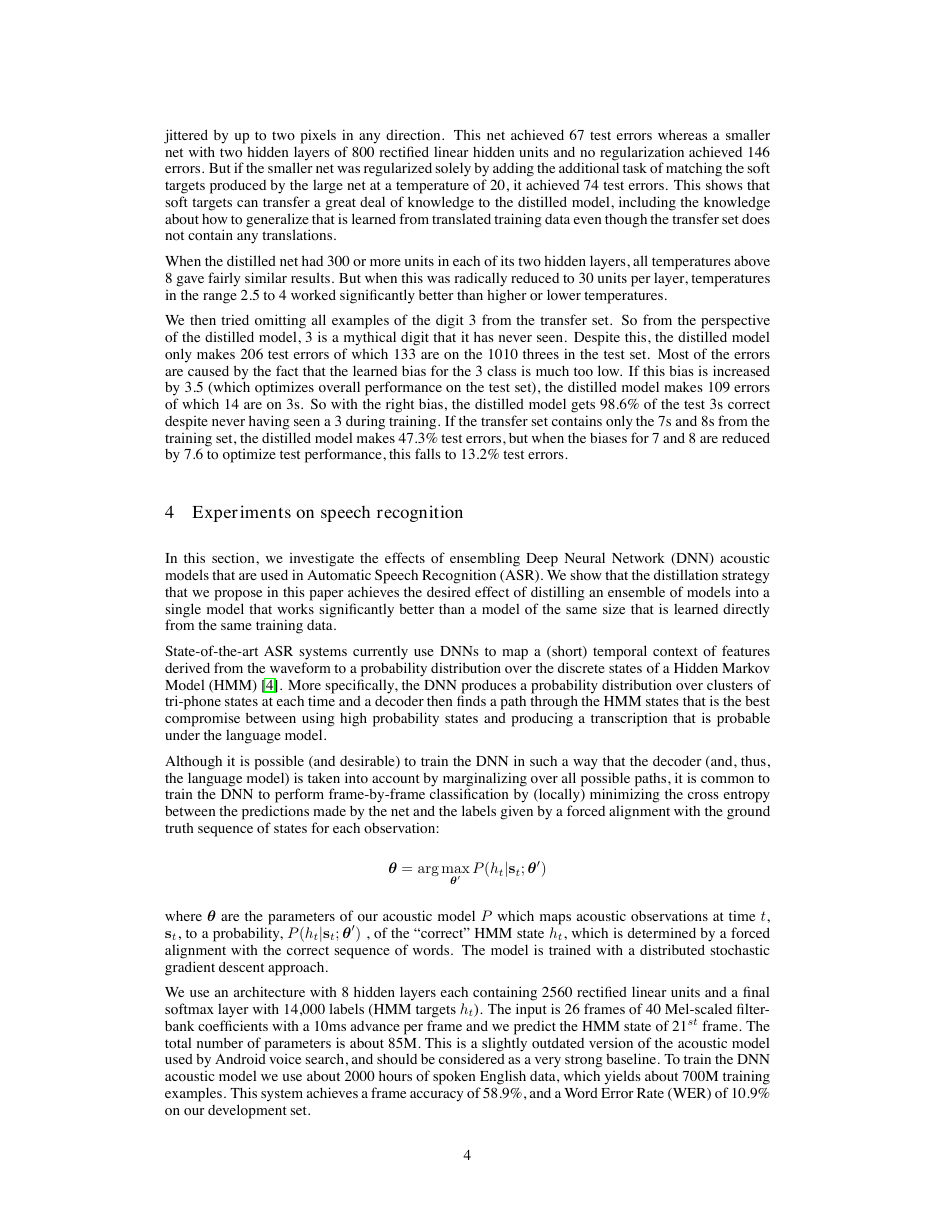 jittered by up to two pixels in any direction. This net achieved 67 test errors whereas a smaller
net with two hidden layers of 800 rectified linear hidden units and no regularization achieved 146
errors. But if the smaller net was regularized solely by adding the additional task of matching the soft
targets produced by the large net at a temperature of 20, it achieved 74 test errors. This shows that
soft targets can transfer a great deal of knowledge to the distilled model, including the knowledge
about how to generalize that is learned from translated training data even though the transfer set does
not contain any translations.
When the distilled net had 300 or more units in each of its two hidden layers, all temperatures above
8 gave fairly similar results. But when this was radically reduced to 30 units per layer, temperatures
in the range 2.5 to 4 worked significantly better than higher or lower temperatures.
We then tried omitting all examples of the digit 3 from the transfer set. So from the perspective
of the distilled model, 3 is a mythical digit that it has never seen. Despite this, the distilled model
only makes 206 test errors of which 133 are on the 1010 threes in the test set. Most of the errors
are caused by the fact that the learned bias for the 3 class is much too low. If this bias is increased
by 3.5 (which optimizes overall performance on the test set), the distilled model makes 109 errors
of which 14 are on 3s. So with the right bias, the distilled model gets 98.6% of the test 3s correct
despite never having seen a 3 during training. If the transfer set contains only the 7s and 8s from the
training set, the distilled model makes 47.3% test errors, but when the biases for 7 and 8 are reduced
by 7.6 to optimize test performance, this falls to 13.2% test errors.
4 Experiments on speech recognition
In this section, we investigate the effects of ensembling Deep Neural Network (DNN) acoustic
models that are used in Automatic Speech Recognition (ASR). We show that the distillation strategy
that we propose in this paper achieves the desired effect of distilling an ensemble of models into a
single model that works significantly better than a model of the same size that is learned directly
from the same training data.
State-of-the-art ASR systems currently use DNNs to map a (short) temporal context of features
derived from the waveform to a probability distribution over the discrete states of a Hidden Markov
Model (HMM) [4]. More specifically, the DNN produces a probability distribution over clusters of
tri-phone states at each time and a decoder then finds a path through the HMM states that is the best
compromise between using high probability states and producing a transcription that is probable
under the language model.
Although it is possible (and desirable) to train the DNN in such a way that the decoder (and, thus,
the language model) is taken into account by marginalizing over all possible paths, it is common to
train the DNN to perform frame-by-frame classification by (locally) minimizing the cross entropy
between the predictions made by the net and the labels given by a forced alignment with the ground
truth sequence of states for each observation:
θ = arg max P(hₜ|sₜ; θ′)
θ′
where θ are the parameters of our acoustic model P which maps acoustic observations at time t,
sₜ, to a probability, P(hₜ|sₜ; θ′) , of the “correct” HMM state hₜ, which is determined by a forced
alignment with the correct sequence of words. The model is trained with a distributed stochastic
gradient descent approach.
We use an architecture with 8 hidden layers each containing 2560 rectified linear units and a final
softmax layer with 14,000 labels (HMM targets hₜ). The input is 26 frames of 40 Mel-scaled filter-
bank coefficients with a 10ms advance per frame and we predict the HMM state of 21ˢᵗ frame. The
total number of parameters is about 85M. This is a slightly outdated version of the acoustic model
used by Android voice search, and should be considered as a very strong baseline. To train the DNN
acoustic model we use about 2000 hours of spoken English data, which yields about 700M training
examples. This system achieves a frame accuracy of 58.9%, and a Word Error Rate (WER) of 10.9%
on our development set.
4